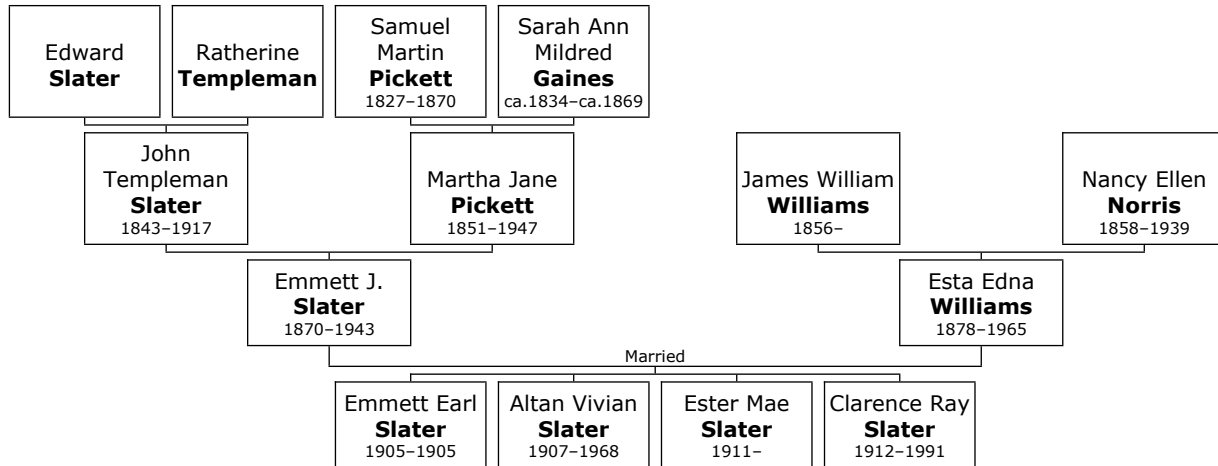 Edward
Slater
Ratherine
Templeman
Samuel
Martin
Pickett
1827–1870
Sarah Ann
Mildred
Gaines
ca.1834–ca.1869
John
Templeman
Slater
1843–1917
Martha Jane
Pickett
1851–1947
James William
Williams
1856–
Nancy Ellen
Norris
1858–1939
Emmett J.
Slater
1870–1943
Esta Edna
Williams
1878–1965
Married
Emmett Earl
Slater
1905–1905
Altan Vivian
Slater
1907–1968
Ester Mae
Slater
1911–
Clarence Ray
Slater
1912–1991